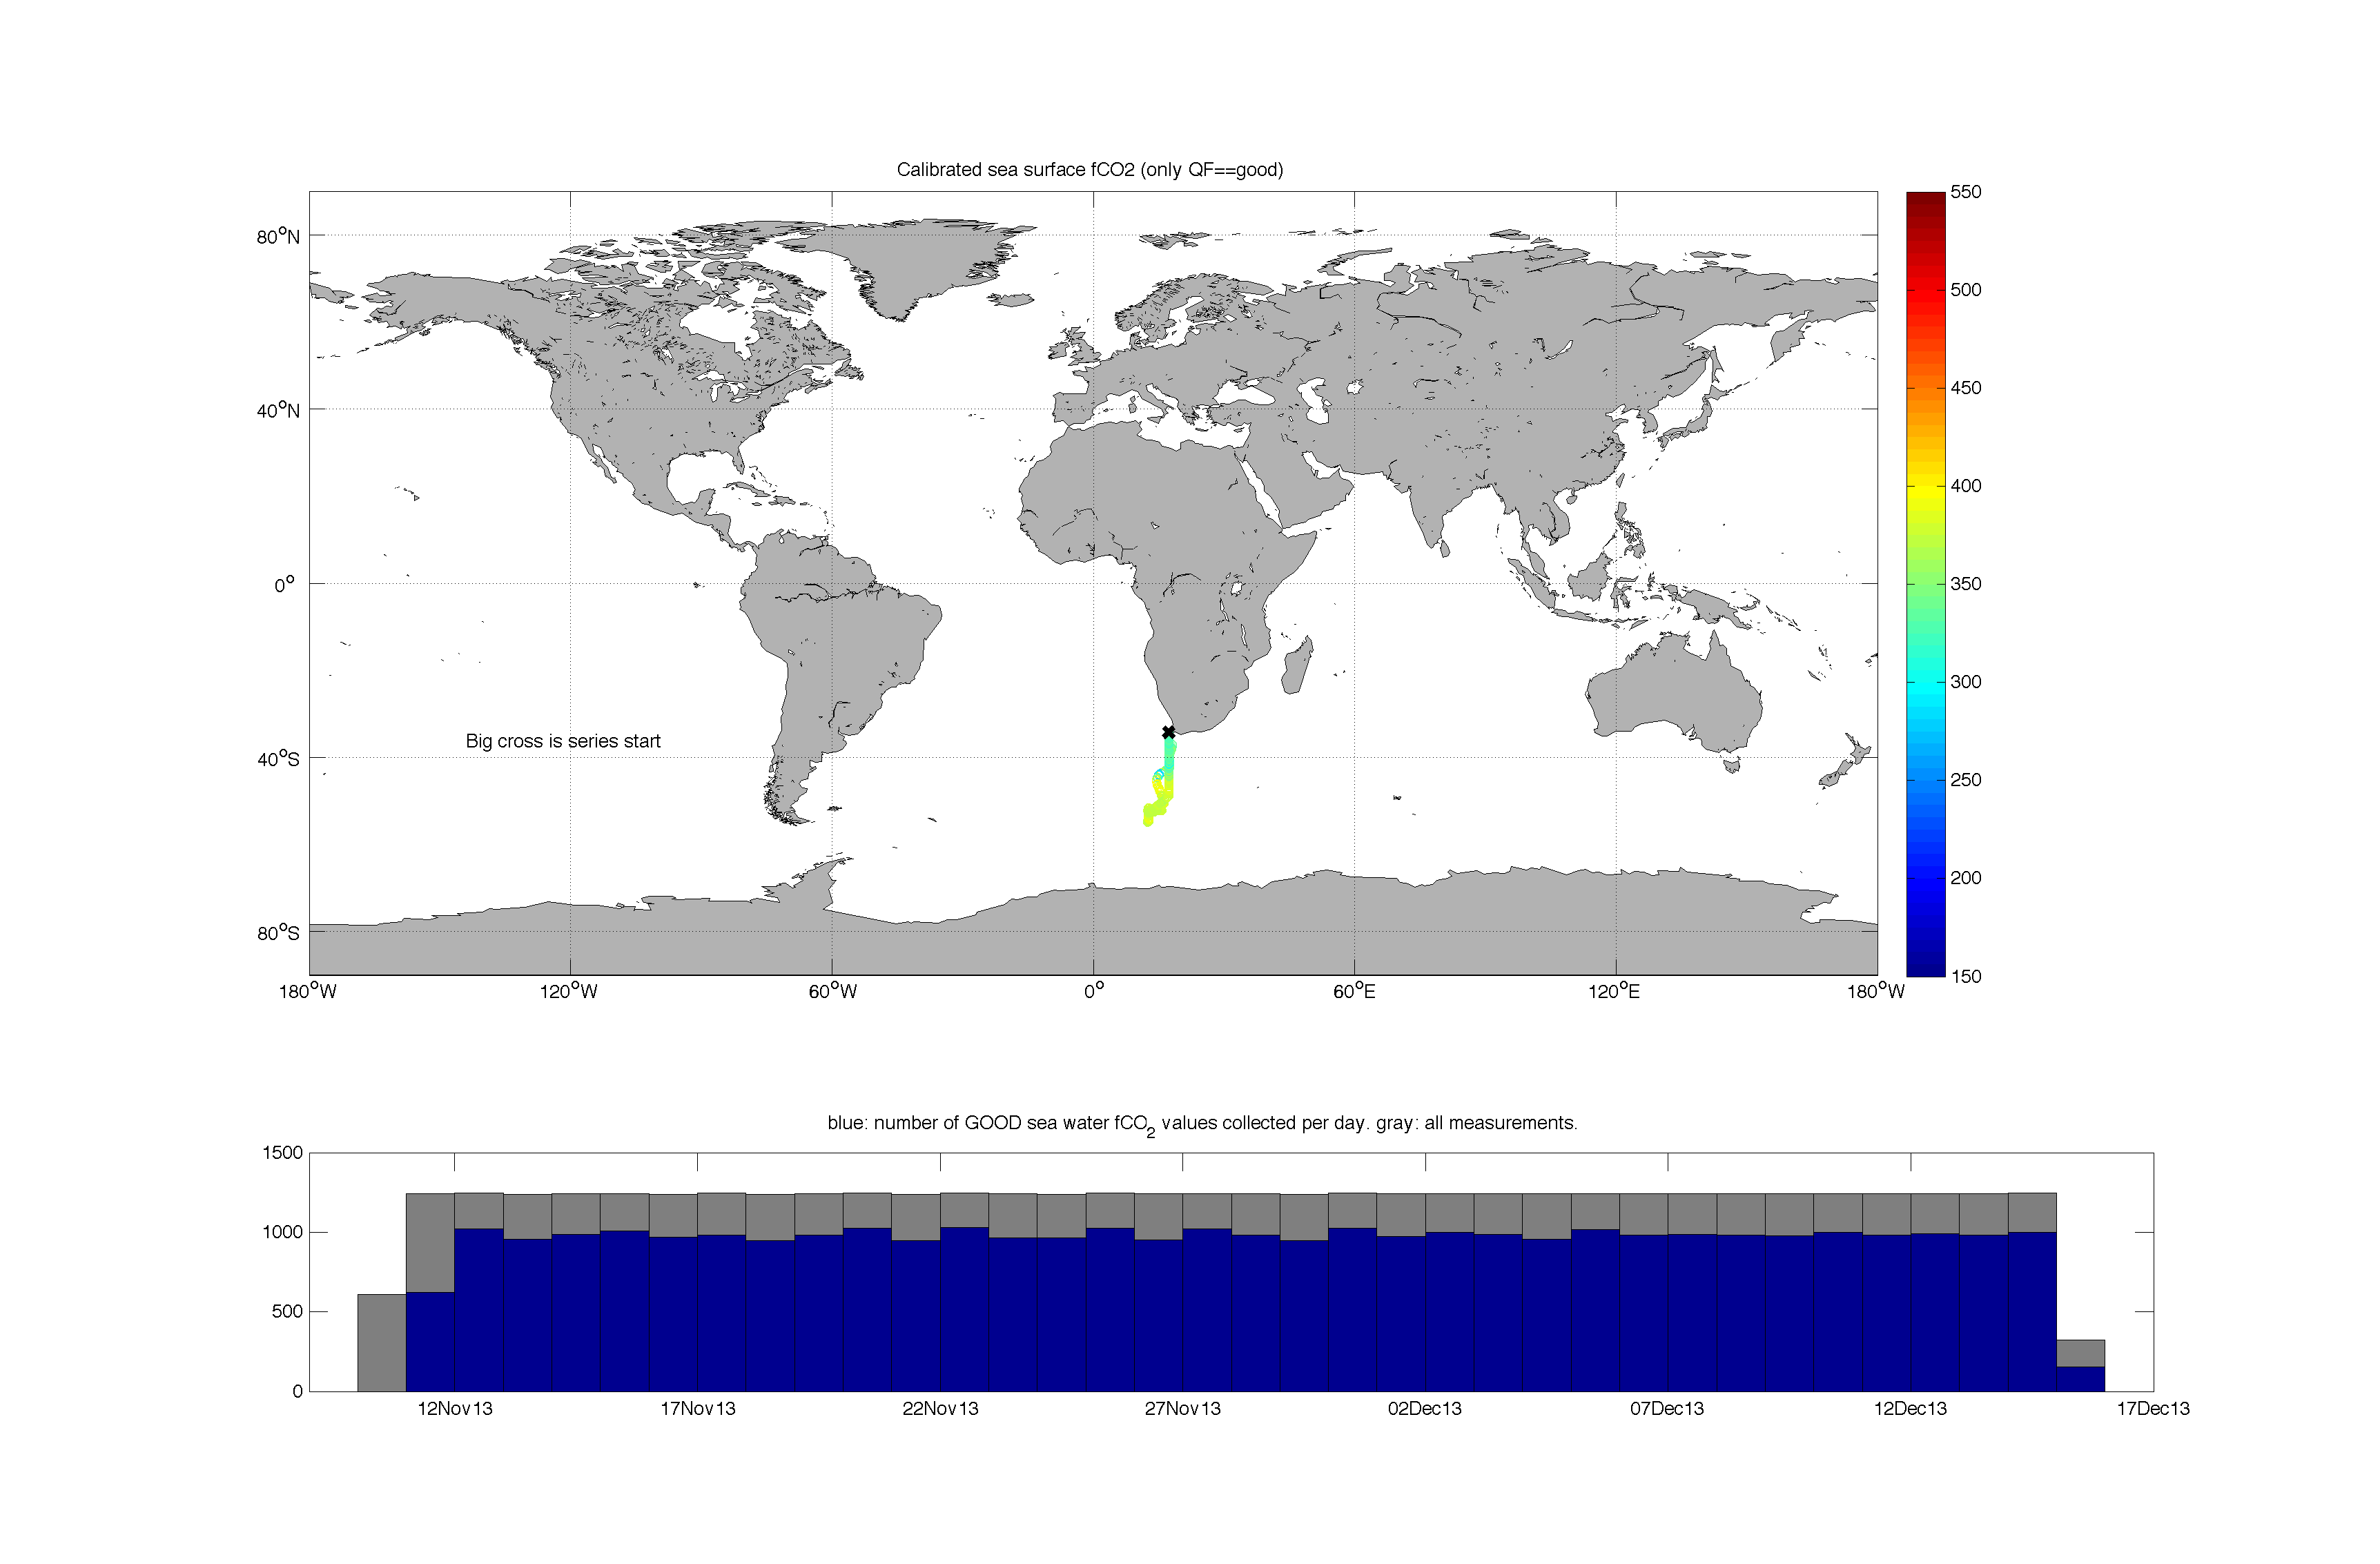 Calibrated sea surface fCO2 (only QF==good)
80°N
40°N
0°
40°S
80°S
180°W 120°W 60°W 0° 60°E 120°E 180°W
Big cross is series start
550
500
450
400
350
300
250
200
150
blue: number of GOOD sea water fCO2 values collected per day. gray: all measurements.
1500
1000
500
0
12Nov13 17Nov13 22Nov13 27Nov13 02Dec13 07Dec13 12Dec13 17Dec13